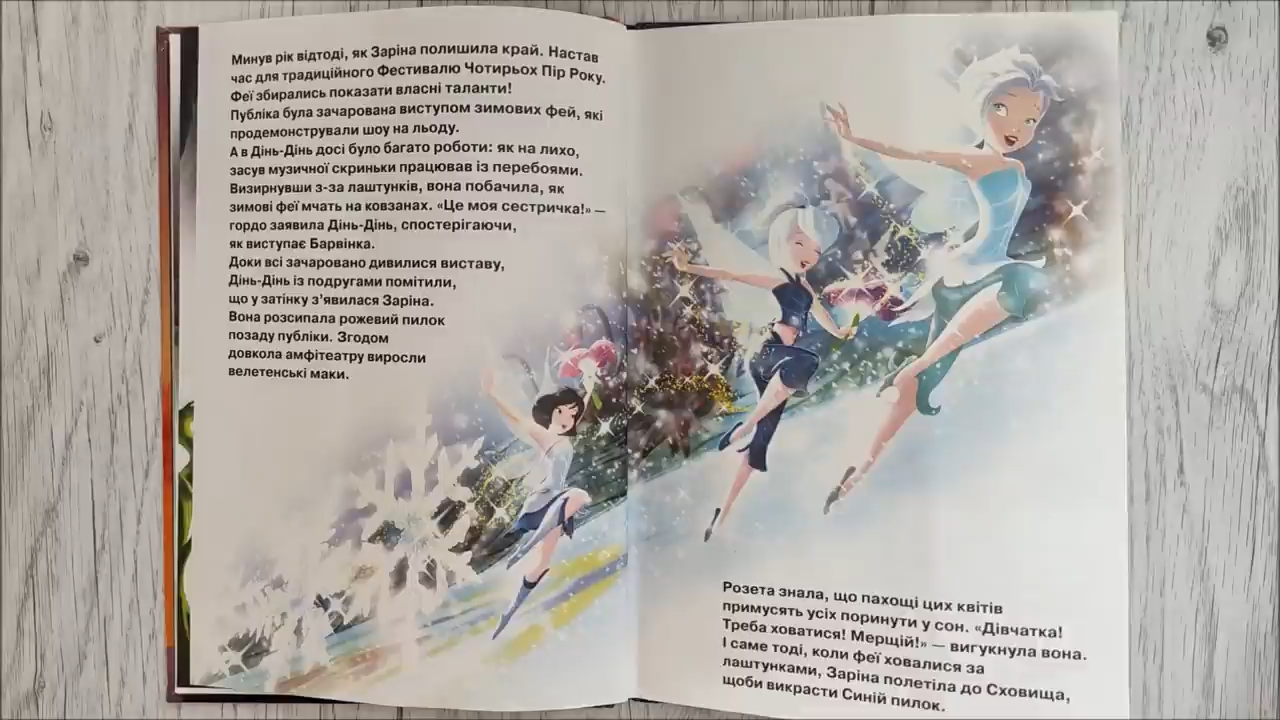 Минув рік відтоді, як Заріна полишила край. Настав
час для традиційного Фестивалю Чотирьох Пір Року.
Феї збирались показати власні таланти!
Публіка була зачарована виступом зимових фей, які
продемонстрували шоу на льоду.
А в Дінь-Дінь досі було багато роботи: як на лихо,
засув музичної скриньки працював із перебоями.
Визирнувши з-за лаштунків, вона побачила, як
зимові феї мчать на ковзанах. «Це моя сестричка!» —
гордо заявила Дінь-Дінь, спостерігаючи,
як виступає Барвінка.
Доки всі зачаровано дивилися виставу,
Дінь-Дінь із подругами помітили,
що у затінку з’явилася Заріна.
Вона розсипала рожевий пилок
позаду публіки. Згодом
довкола амфітеатру виросли
велетенські маки.
Розета знала, що пахощі цих квітів
примусять усіх поринути у сон. «Дівчатка!
Треба ховатися! Мерщій!» — вигукнула вона.
І саме тоді, коли феї ховалися за
лаштунками, Заріна полетіла до Сховища,
щоби викрасти Синій пилок.